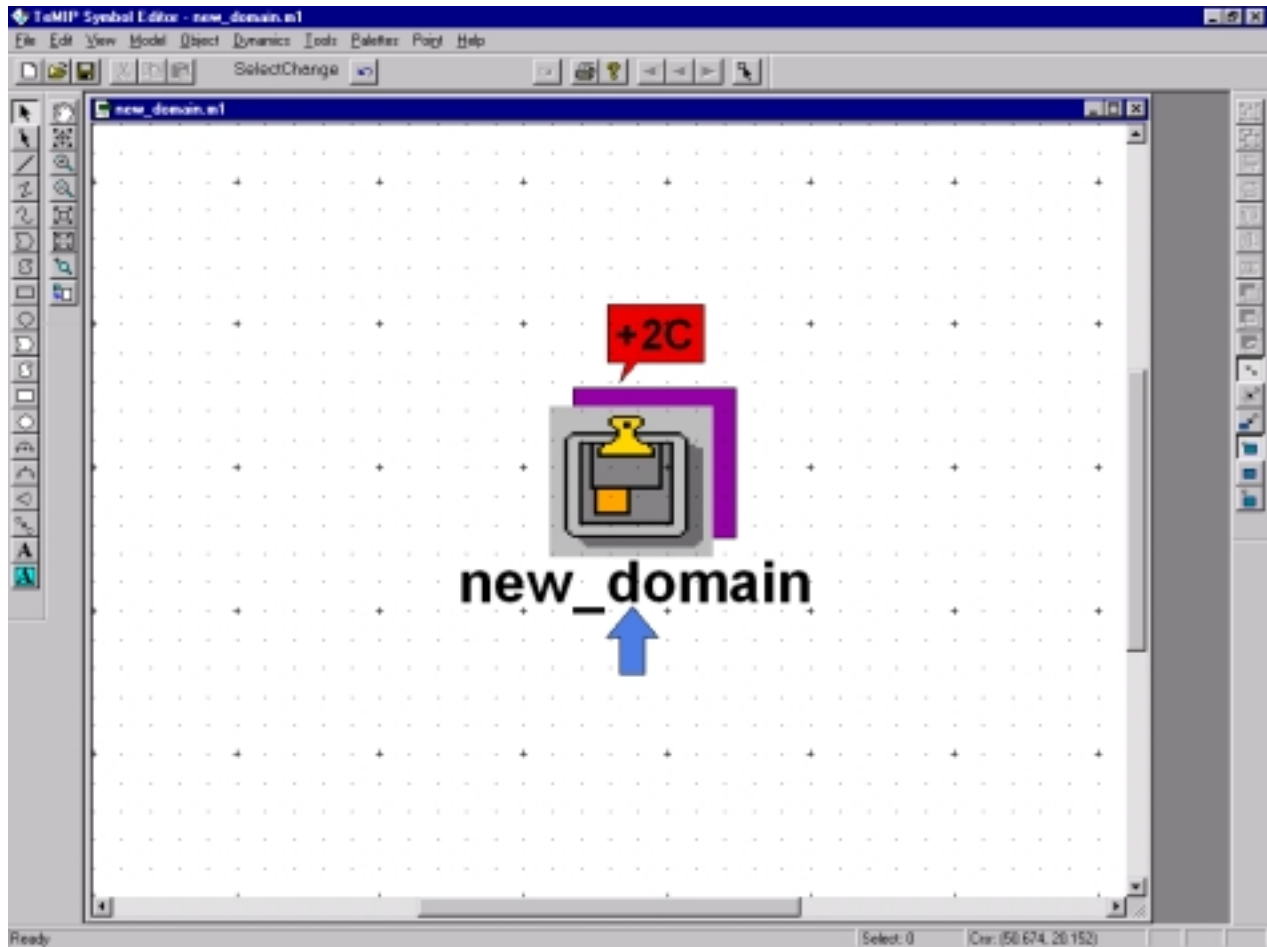 TeMIP Symbol Editor - new_domain.m1
File Edit View Model Object Dynamics Tools Palettes Point Help
SelectChange
new_domain.m1
+2C
new_domain
A
A
Ready
Select: 0
Cnr: (50.674, 20.152)